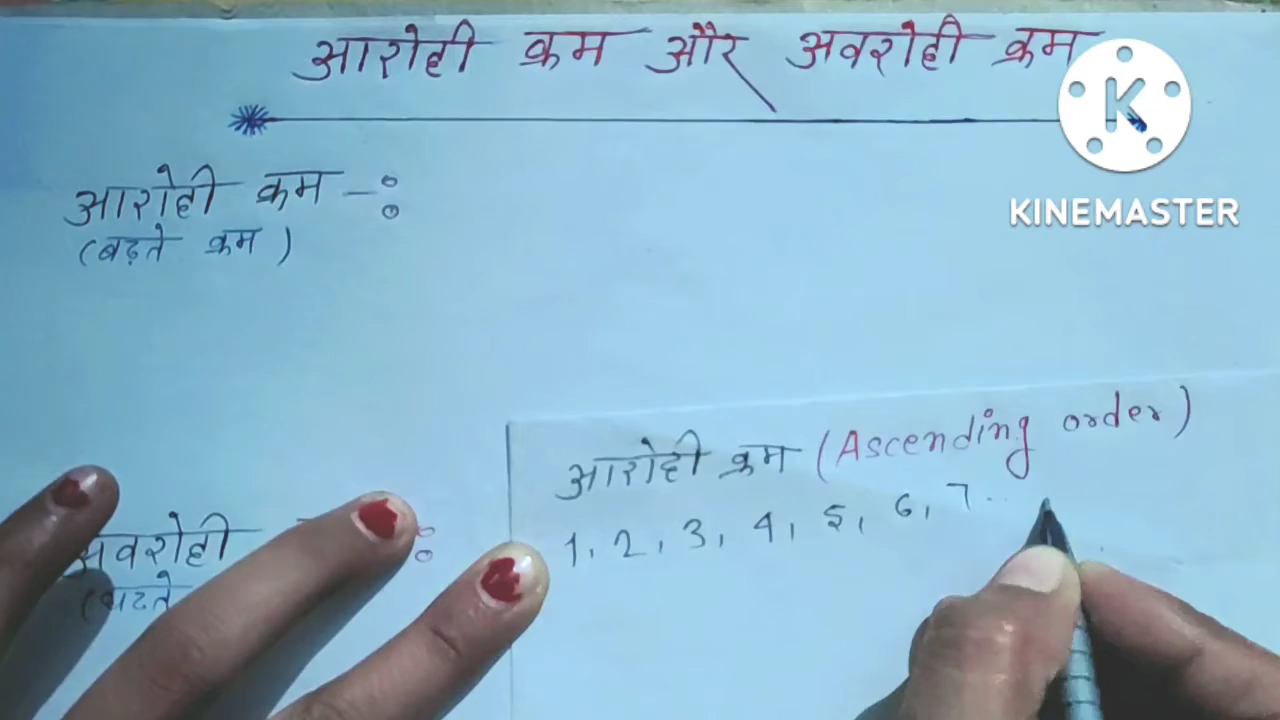 आरोही क्रम और अवरोही क्रम
KINEMASTER
आरोही क्रम -:
(बढ़ते क्रम)
आरोही क्रम (Ascending order)
1, 2, 3, 4, 5, 6, 7...
अवरोही
(घटते